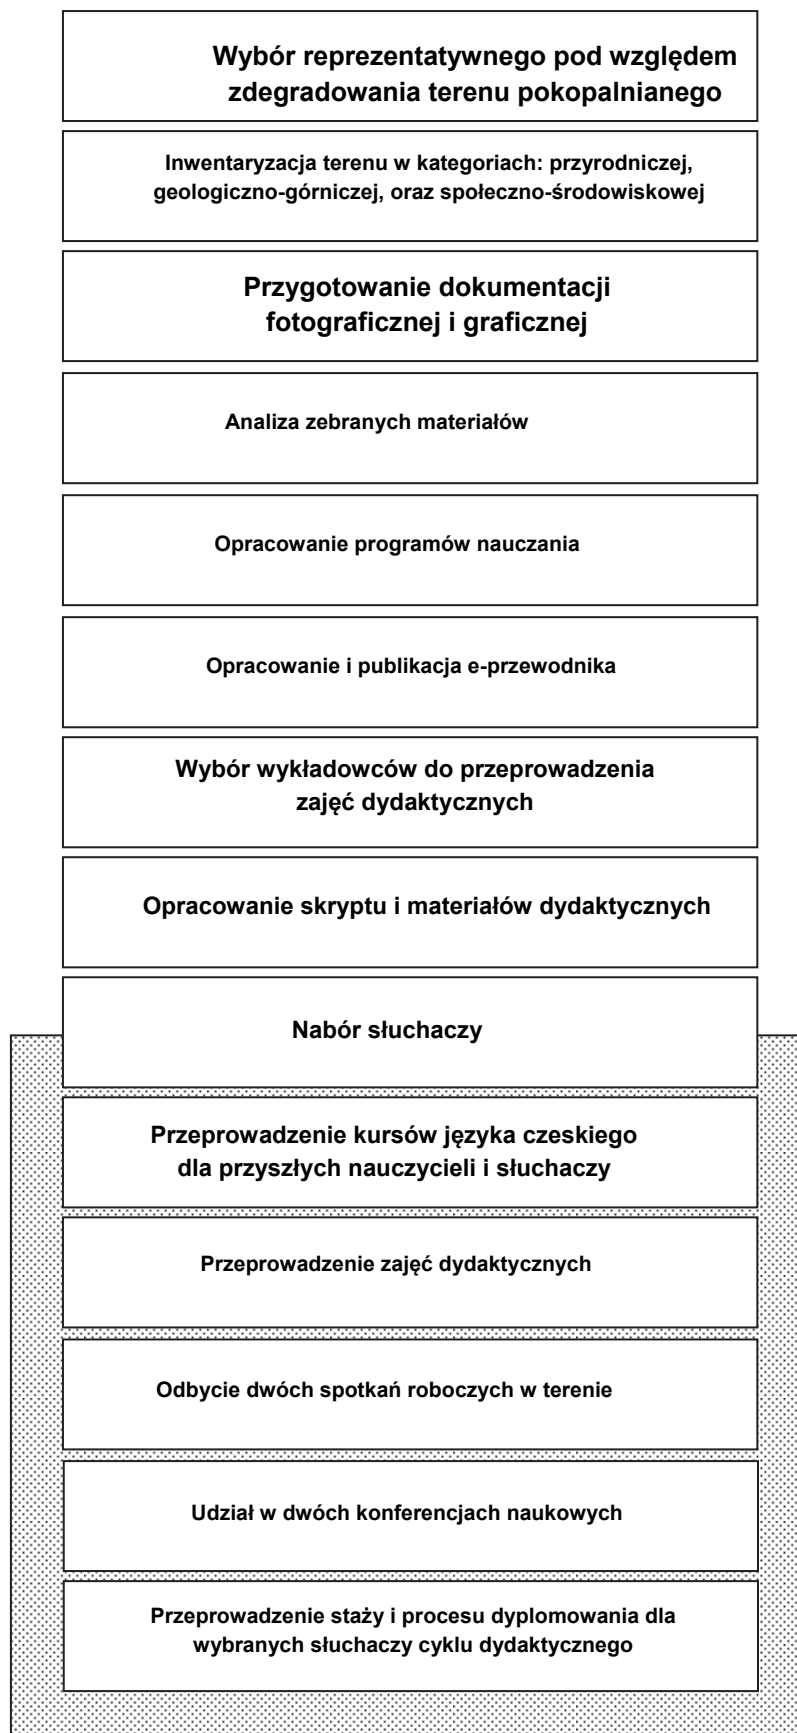 Wybór reprezentatywnego pod względem
zdegradowania terenu pokopalnianego
Inwentaryzacja terenu w kategoriach: przyrodniczej,
geologiczno-górniczej, oraz społeczno-środowiskowej
Przygotowanie dokumentacji
fotograficznej i graficznej
Analiza zebranych materiałów
Opracowanie programów nauczania
Opracowanie i publikacja e-przewodnika
Wybór wykładowców do przeprowadzenia
zajęć dydaktycznych
Opracowanie skryptu i materiałów dydaktycznych
Nabór słuchaczy
Przeprowadzenie kursów języka czeskiego
dla przyszłych nauczycieli i słuchaczy
Przeprowadzenie zajęć dydaktycznych
Odbycie dwóch spotkań roboczych w terenie
Udział w dwóch konferencjach naukowych
Przeprowadzenie staży i procesu dyplomowania dla
wybranych słuchaczy cyklu dydaktycznego